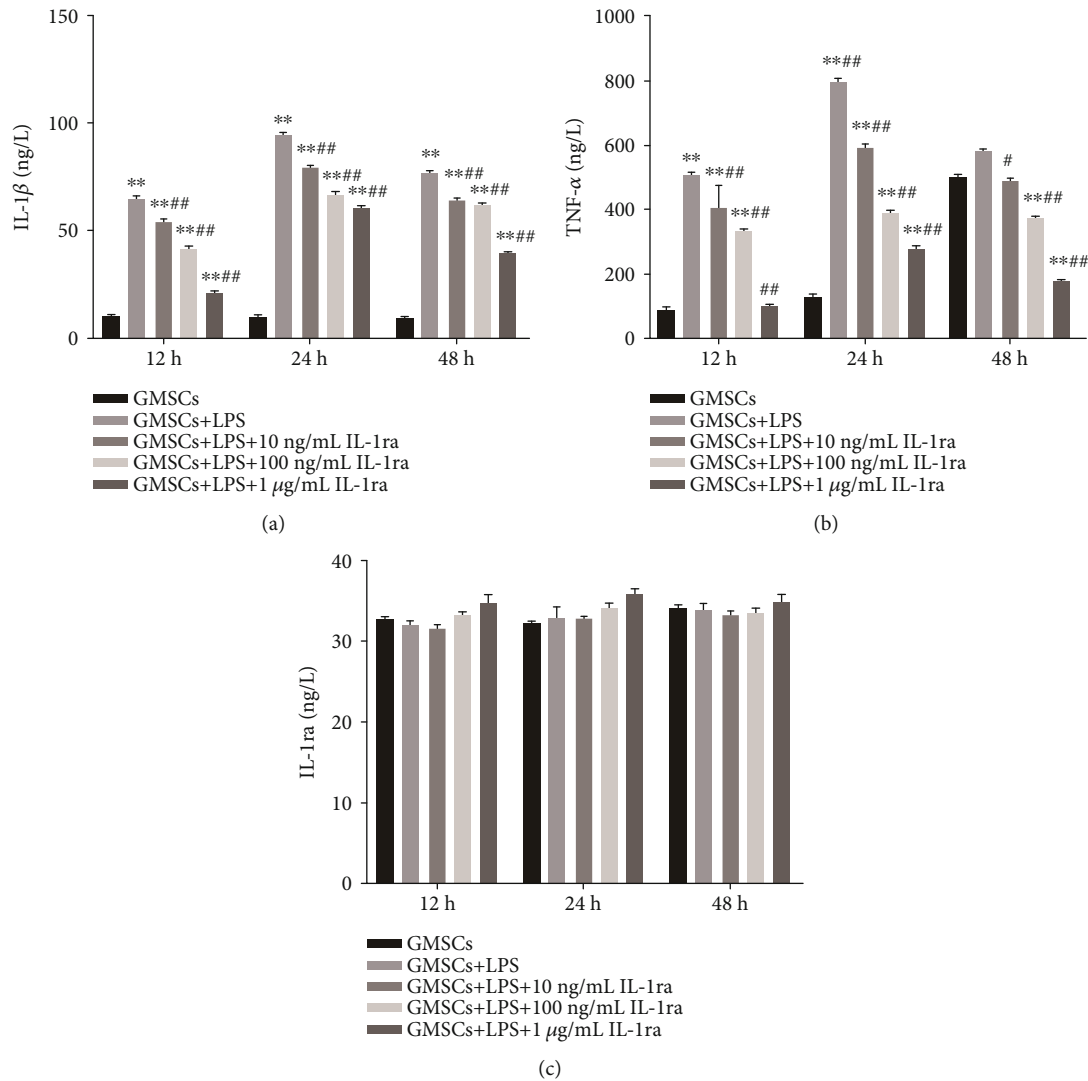 150
100
50
0
IL-1β (ng/L)
**
**##
**##
**##
**
**##
**##
**##
**
**##
**##
**##
12 h
24 h
48 h
GMSCs
GMSCs+LPS
GMSCs+LPS+10 ng/mL IL-1ra
GMSCs+LPS+100 ng/mL IL-1ra
GMSCs+LPS+1 μg/mL IL-1ra
(a)
1000
800
600
400
200
0
TNF-α (ng/L)
**
**##
**##
##
**##
**##
**##
**##
#
**##
**##
12 h
24 h
48 h
GMSCs
GMSCs+LPS
GMSCs+LPS+10 ng/mL IL-1ra
GMSCs+LPS+100 ng/mL IL-1ra
GMSCs+LPS+1 μg/mL IL-1ra
(b)
40
30
20
10
0
IL-1ra (ng/L)
12 h
24 h
48 h
GMSCs
GMSCs+LPS
GMSCs+LPS+10 ng/mL IL-1ra
GMSCs+LPS+100 ng/mL IL-1ra
GMSCs+LPS+1 μg/mL IL-1ra
(c)